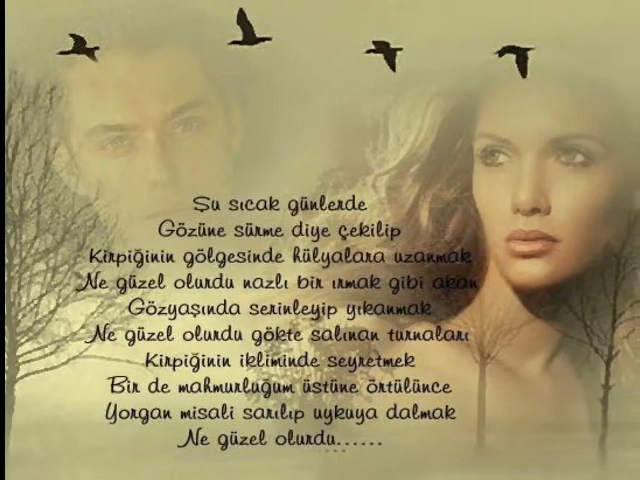 Şu sıcak günlerde
Gözüne sürme diye çekilip
Kirpiğinin gölgesinde hülyalara uzanmak
Ne güzel olurdu nazlı bir ırmak gibi akan
Gözyaşında serinleyip yıkanmak
Ne güzel olurdu gökte salınan turnaları
Kirpiğinin ikliminde seyretmek
Bir de mahmurluğum üstüne örtülünce
Yorgan misali sarılıp uykuya dalmak
Ne güzel olurdu......